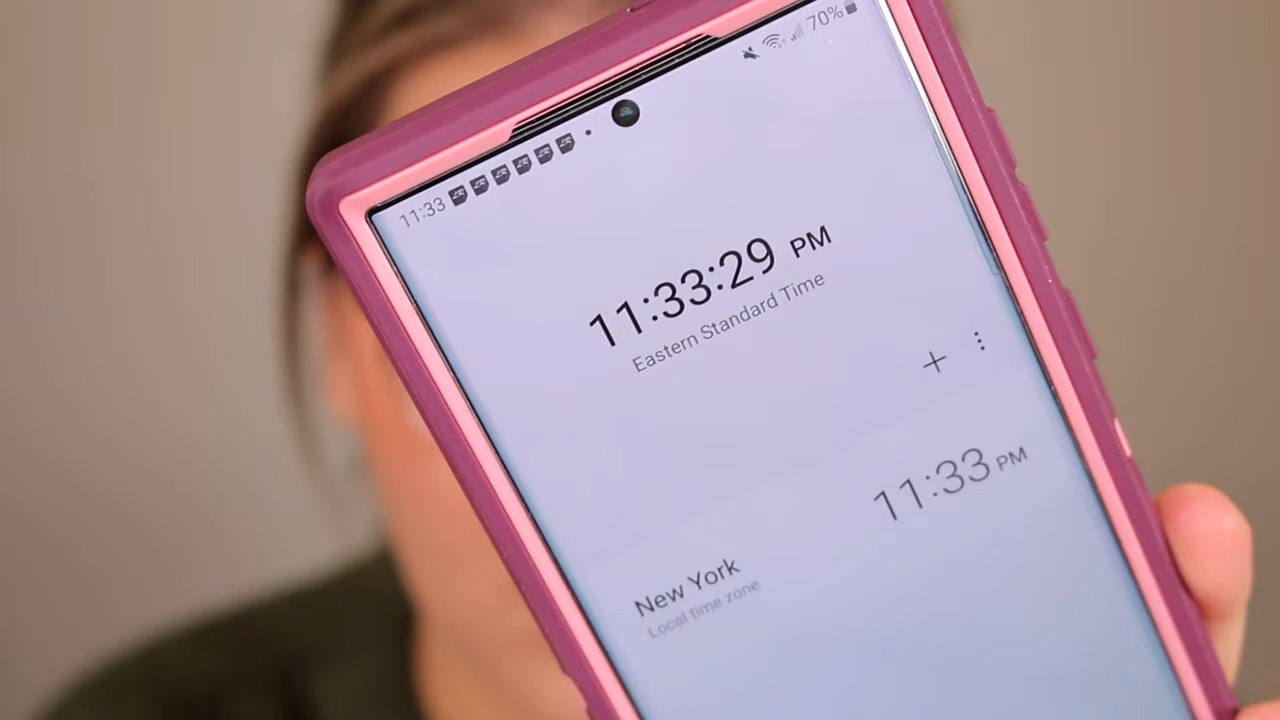 11:33 70%
11:33:29 PM
Eastern Standard Time
11:33 PM
New York
Local time zone